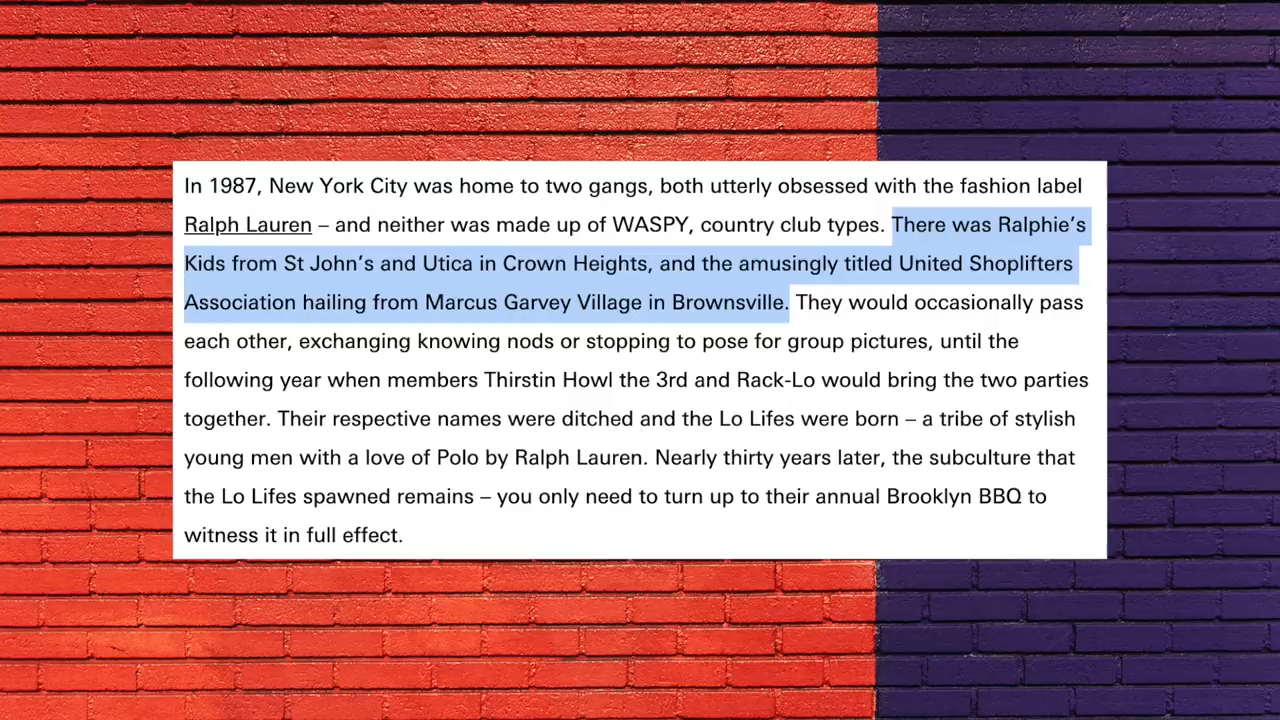 In 1987, New York City was home to two gangs, both utterly obsessed with the fashion label
Ralph Lauren – and neither was made up of WASPY, country club types. There was Ralphie’s
Kids from St John’s and Utica in Crown Heights, and the amusingly titled United Shoplifters
Association hailing from Marcus Garvey Village in Brownsville. They would occasionally pass
each other, exchanging knowing nods or stopping to pose for group pictures, until the
following year when members Thirstin Howl the 3rd and Rack-Lo would bring the two parties
together. Their respective names were ditched and the Lo Lifes were born – a tribe of stylish
young men with a love of Polo by Ralph Lauren. Nearly thirty years later, the subculture that
the Lo Lifes spawned remains – you only need to turn up to their annual Brooklyn BBQ to
witness it in full effect.